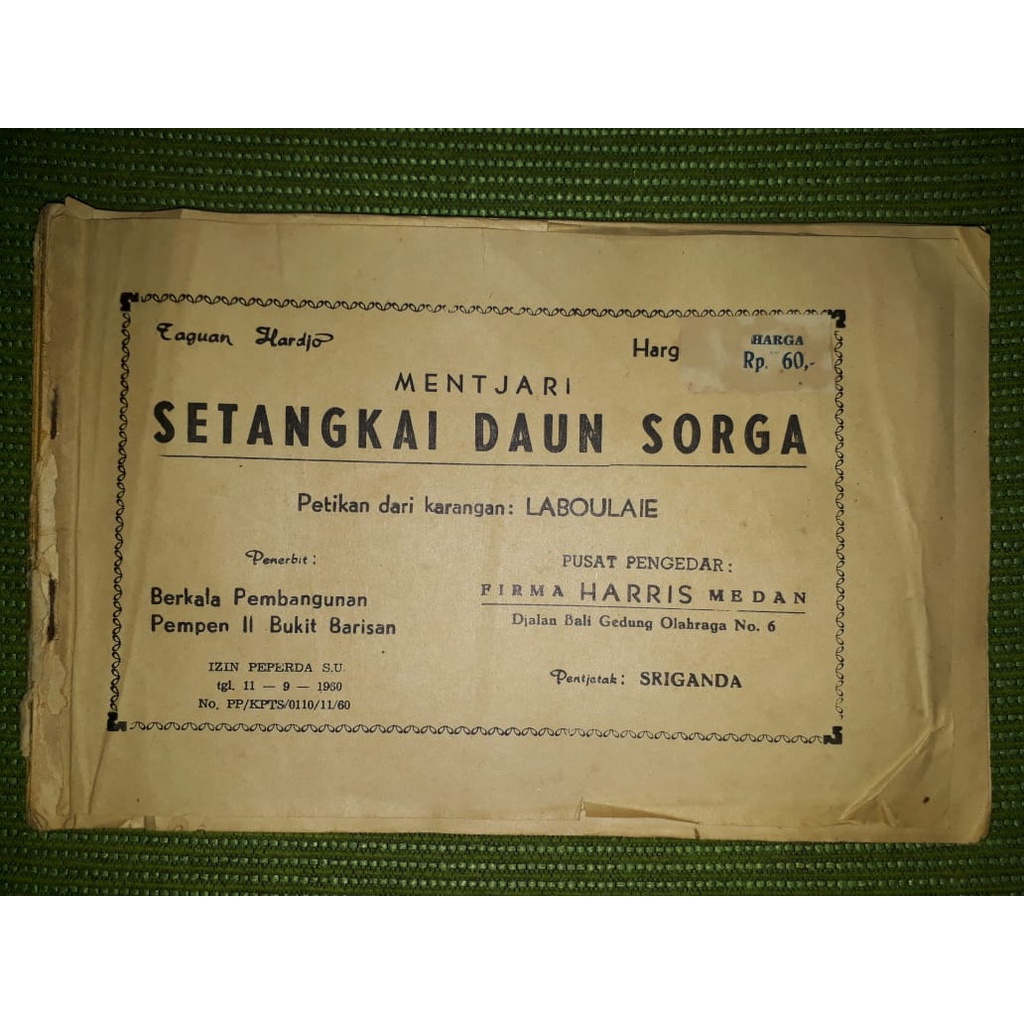 Taguan Hardjo
Harg
HARGA
Rp. 60,-
MENTJARI
SETANGKAI DAUN SORGA
Petikan dari karangan: LABOULAIE
Penerbit:
Berkala Pembangunan
Pempen II Bukit Barisan
IZIN PEPERDA S.U
tgl. 11 — 9 — 1960
No. PP/KPTS/0110/11/60
PUSAT PENGEDAR:
FIRMA HARRIS MEDAN
Djalan Bali Gedung Olahraga No. 6
Pentjetak: SRIGANDA